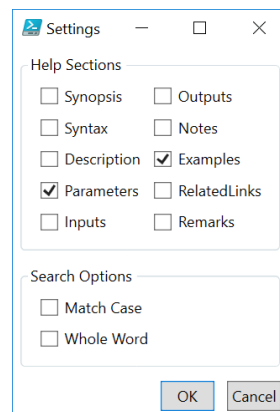 Settings
Help Sections
Synopsis Outputs
Syntax Notes
Description Examples
Parameters RelatedLinks
Inputs Remarks
Search Options
Match Case
Whole Word
OK Cancel